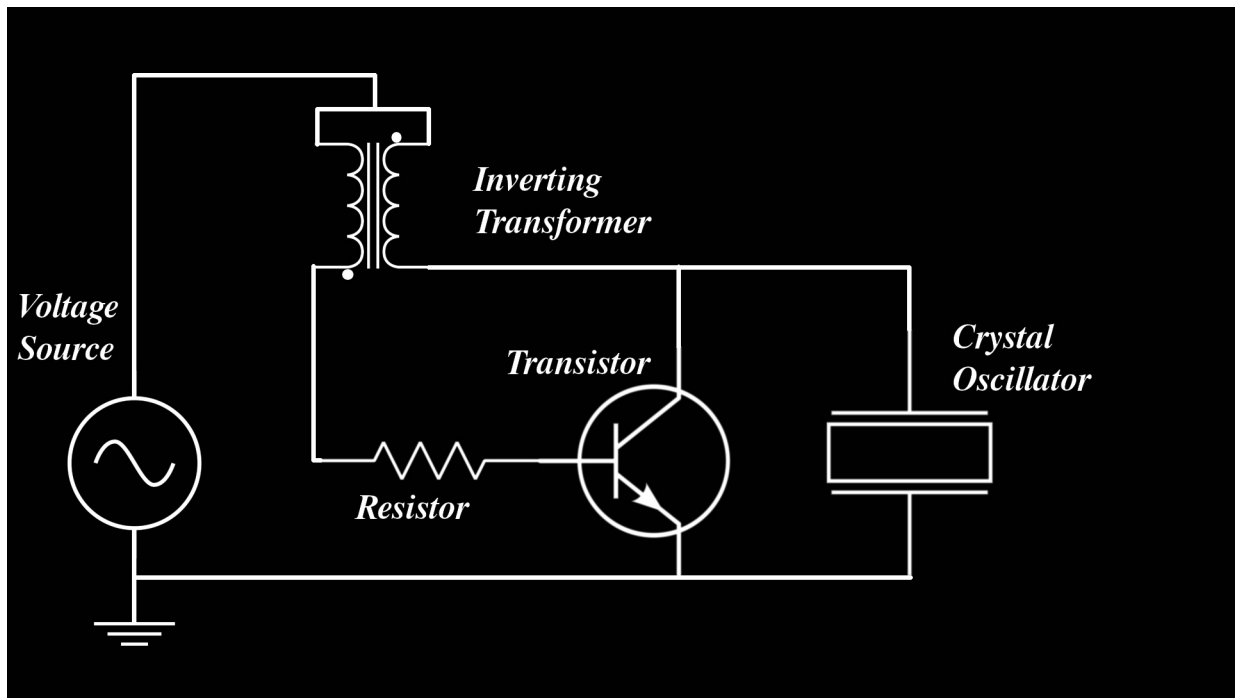 Inverting
Transformer
Voltage
Source
Transistor
Crystal
Oscillator
Resistor